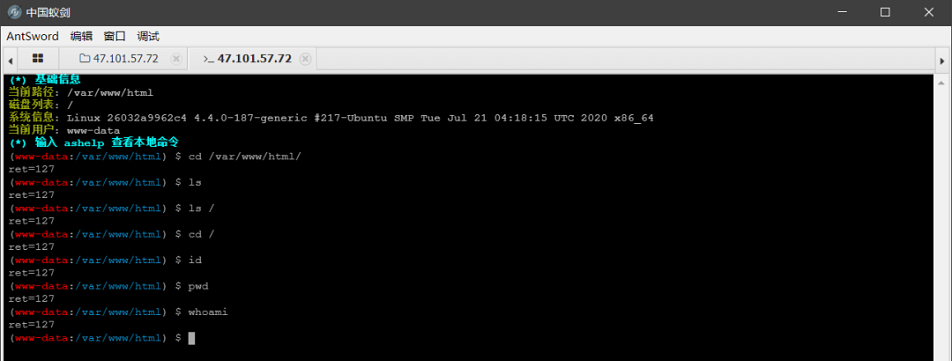 中国蚁剑
AntSword 编辑 窗口 调试
47.101.57.72 47.101.57.72
(*) 基础信息
当前路径: /var/www/html
磁盘列表: /
系统信息: Linux 26032a9962c4 4.4.0-187-generic #217-Ubuntu SMP Tue Jul 21 04:18:15 UTC 2020 x86_64
当前用户: www-data
(*) 输入 ashelp 查看本地命令
(www-data:/var/www/html) $ cd /var/www/html/
ret=127
(www-data:/var/www/html) $ ls
ret=127
(www-data:/var/www/html) $ ls /
ret=127
(www-data:/var/www/html) $ cd /
ret=127
(www-data:/var/www/html) $ id
ret=127
(www-data:/var/www/html) $ pwd
ret=127
(www-data:/var/www/html) $ whoami
ret=127
(www-data:/var/www/html) $